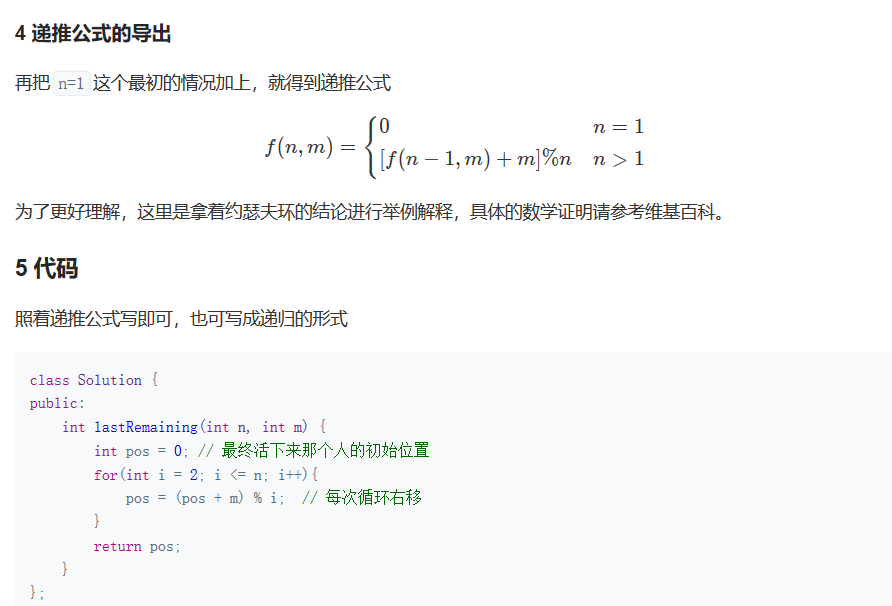 4 递推公式的导出
再把 n=1 这个最初的情况加上，就得到递推公式
f(n, m) = {0 n = 1
[f(n − 1, m) + m]%n n > 1
为了更好理解，这里是拿着约瑟夫环的结论进行举例解释，具体的数学证明请参考维基百科。
5 代码
照着递推公式写即可，也可写成递归的形式
class Solution {
public:
    int lastRemaining(int n, int m) {
        int pos = 0; // 最终活下来那个人的初始位置
        for(int i = 2; i <= n; i++){
            pos = (pos + m) % i;  // 每次循环右移
        }
        return pos;
    }
};